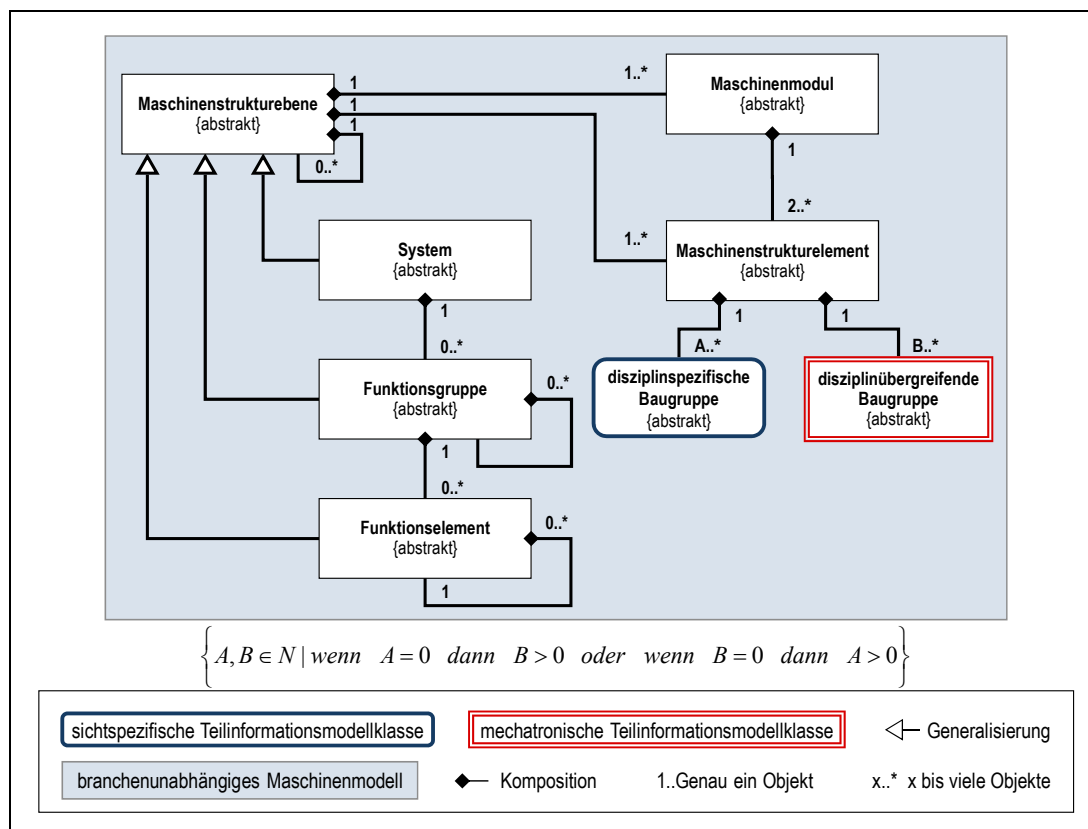 Maschinenstrukturebene
{abstrakt}
1
1
1
0..*
1..*
Maschinenmodul
{abstrakt}
1
2..*
1..*
Maschinenstrukturelement
{abstrakt}
1
1
A..*
B..*
disziplinspezifische
Baugruppe
{abstrakt}
disziplinübergreifende
Baugruppe
{abstrakt}
System
{abstrakt}
1
0..*
Funktionsgruppe
{abstrakt}
0..*
1
0..*
Funktionselement
{abstrakt}
0..*
1
{A, B ∈ N | wenn A = 0 dann B > 0 oder wenn B = 0 dann A > 0}
sichtspezifische Teilinformationsmodellklasse
mechatronische Teilinformationsmodellklasse
Generalisierung
branchenunabhängiges Maschinenmodell
Komposition
1..Genau ein Objekt
x..* x bis viele Objekte